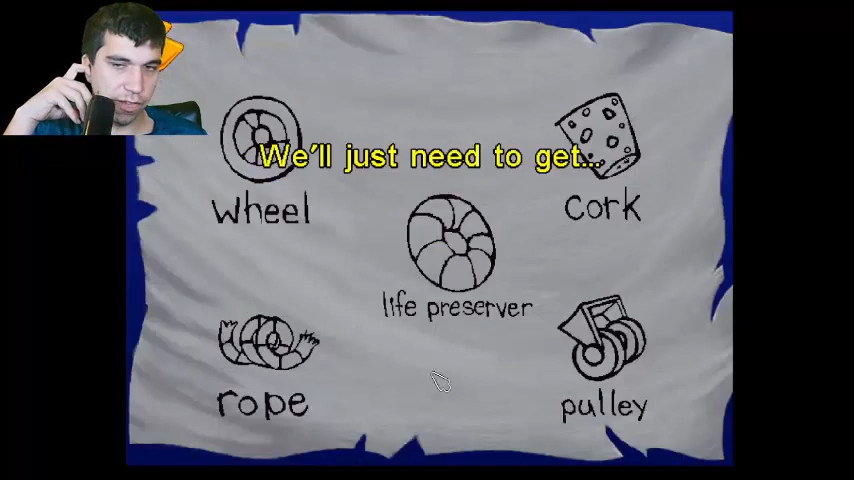 We'll just need to get...
wheel
cork
life preserver
rope
pulley